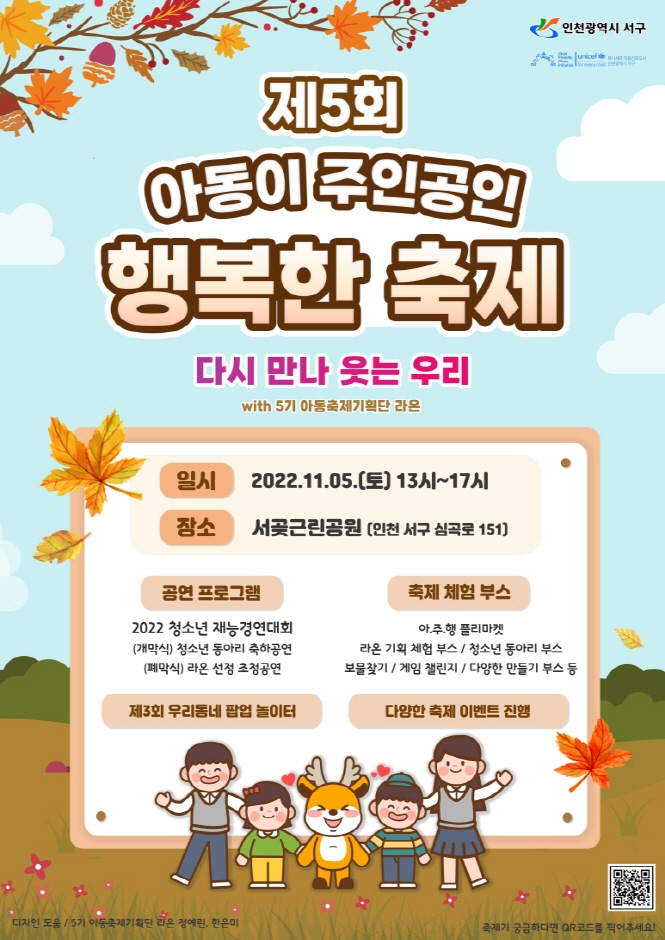 인천광역시 서구
unicef
for every child
제5회
아동이 주인공인
행복한 축제
다시 만나 웃는 우리
with 5기 아동축제기획단 라온
일시 2022.11.05.(토) 13시~17시
장소 서곶근린공원 (인천 서구 심곡로 151)
공연 프로그램
2022 청소년 재능경연대회
(개막식) 청소년 동아리 축하공연
(폐막식) 라온 선정 초청공연
축제 체험 부스
아.주.행 플리마켓
라온 기획 체험 부스 / 청소년 동아리 부스
보물찾기 / 게임 챌린지 / 다양한 만들기 부스 등
제3회 우리동네 팝업 놀이터
다양한 축제 이벤트 진행
디자인 도움 / 5기 아동축제기획단 라온 정예린, 한은미
축제가 궁금하다면 QR코드를 찍어주세요!